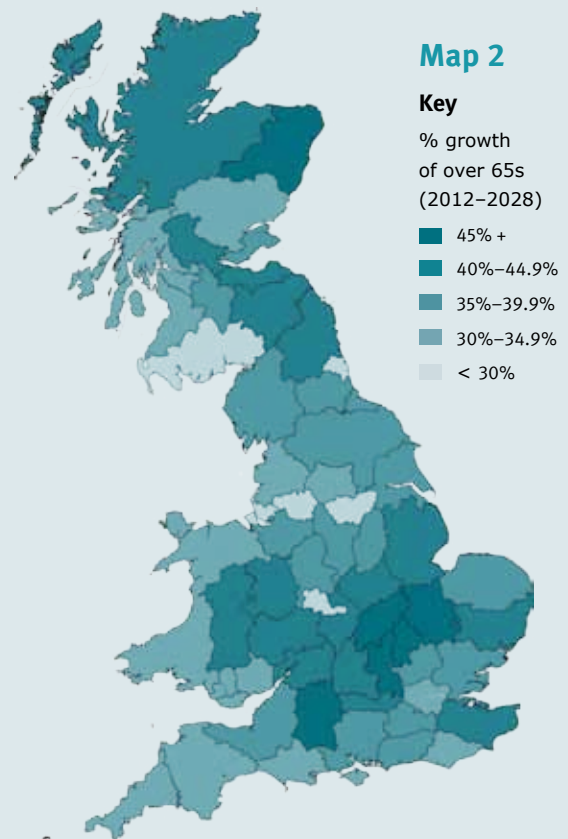 Map 2
Key
% growth
of over 65s
(2012–2028)
45% +
40%–44.9%
35%–39.9%
30%–34.9%
< 30%